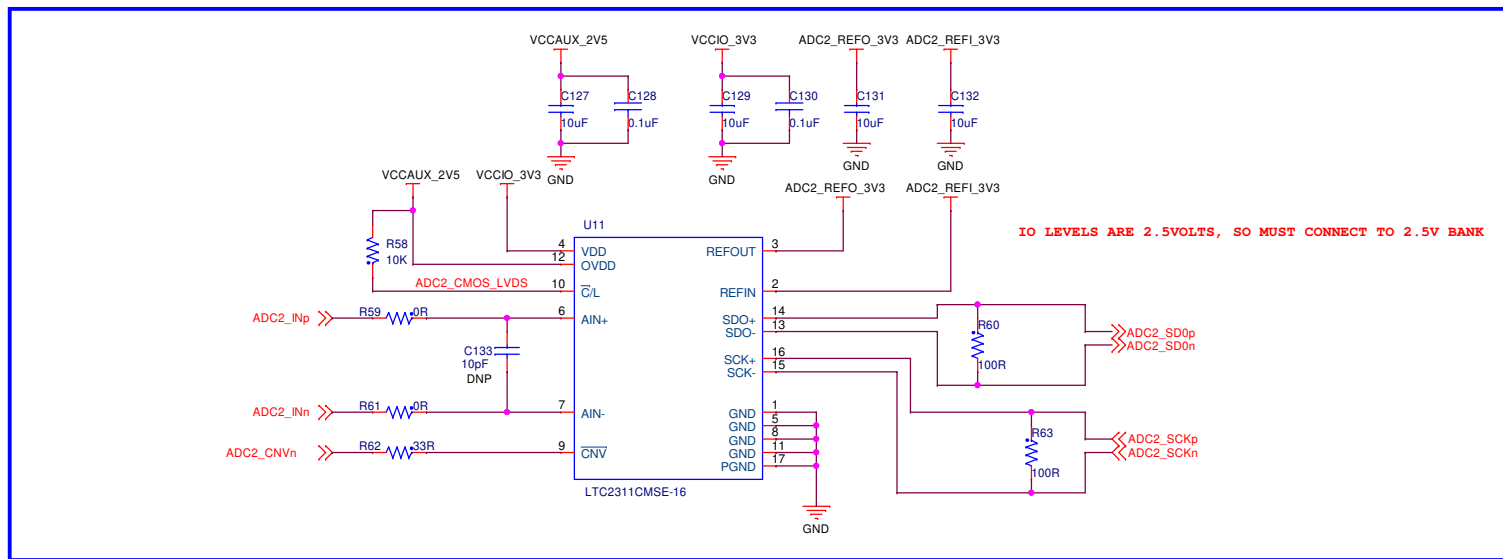 VCCAUX_2V5
VCCIO_3V3
ADC2_REFO_3V3
ADC2_REFI_3V3
C127
10uF
C128
0.1uF
C129
10uF
C130
0.1uF
C131
10uF
C132
10uF
GND
GND
GND
GND
VCCAUX_2V5
VCCIO_3V3
ADC2_REFO_3V3
ADC2_REFI_3V3
U11
IO LEVELS ARE 2.5VOLTS, SO MUST CONNECT TO 2.5V BANK
R58
10K
4 VDD
12 OVDD
ADC2_CMOS_LVDS
10 C/L
REFOUT 3
REFIN 2
ADC2_INp
R59 0R
6 AIN+
SDO+ 14
SDO- 13
R60
100R
ADC2_SD0p
ADC2_SD0n
C133
10pF
DNP
SCK+ 16
SCK- 15
ADC2_INn
R61 0R
7 AIN-
GND 1
GND 5
GND 8
GND 11
PGND 17
ADC2_CNVn
R62 33R
9 CNV
R63
100R
ADC2_SCKp
ADC2_SCKn
LTC2311CMSE-16
GND